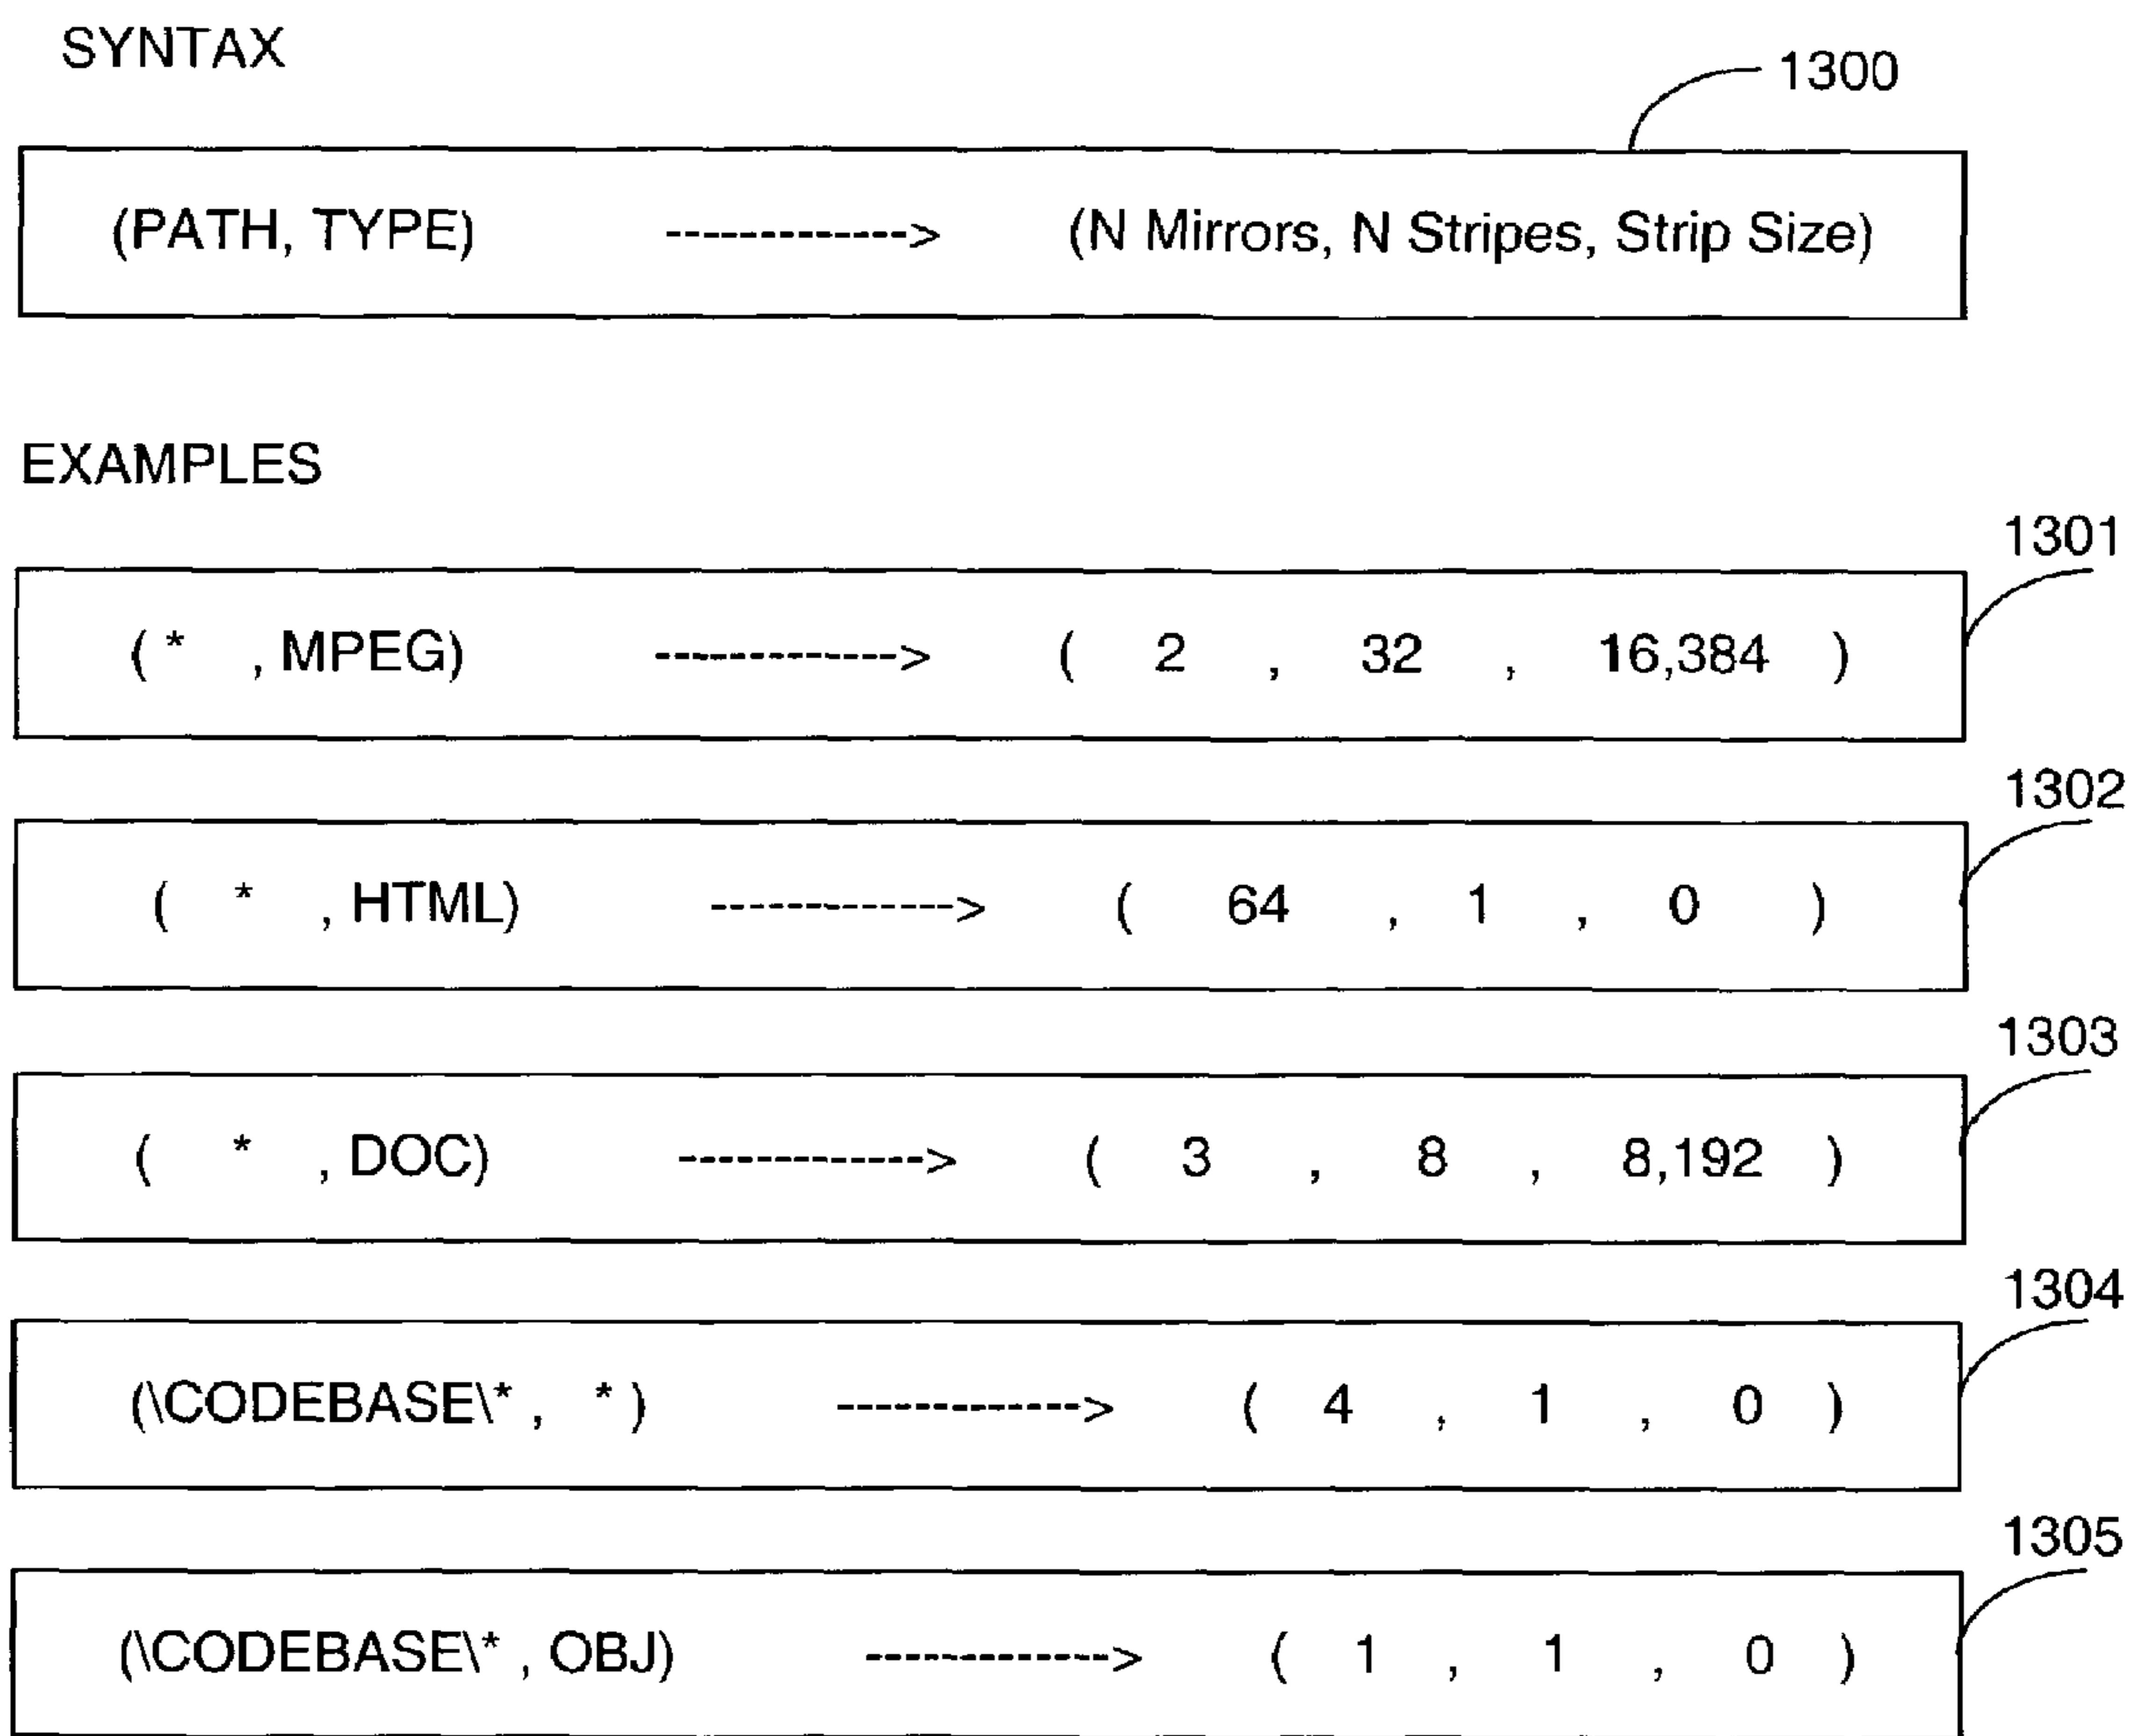 SYNTAX
1300
(PATH, TYPE) -------------> (N Mirrors, N Stripes, Strip Size)
EXAMPLES
1301
( * , MPEG) -------------> ( 2 , 32 , 16,384 )
1302
( * , HTML) -------------> ( 64 , 1 , 0 )
1303
( * , DOC) -------------> ( 3 , 8 , 8,192 )
1304
(\CODEBASE\* , * ) -------------> ( 4 , 1 , 0 )
1305
(\CODEBASE\* , OBJ) -------------> ( 1 , 1 , 0 )